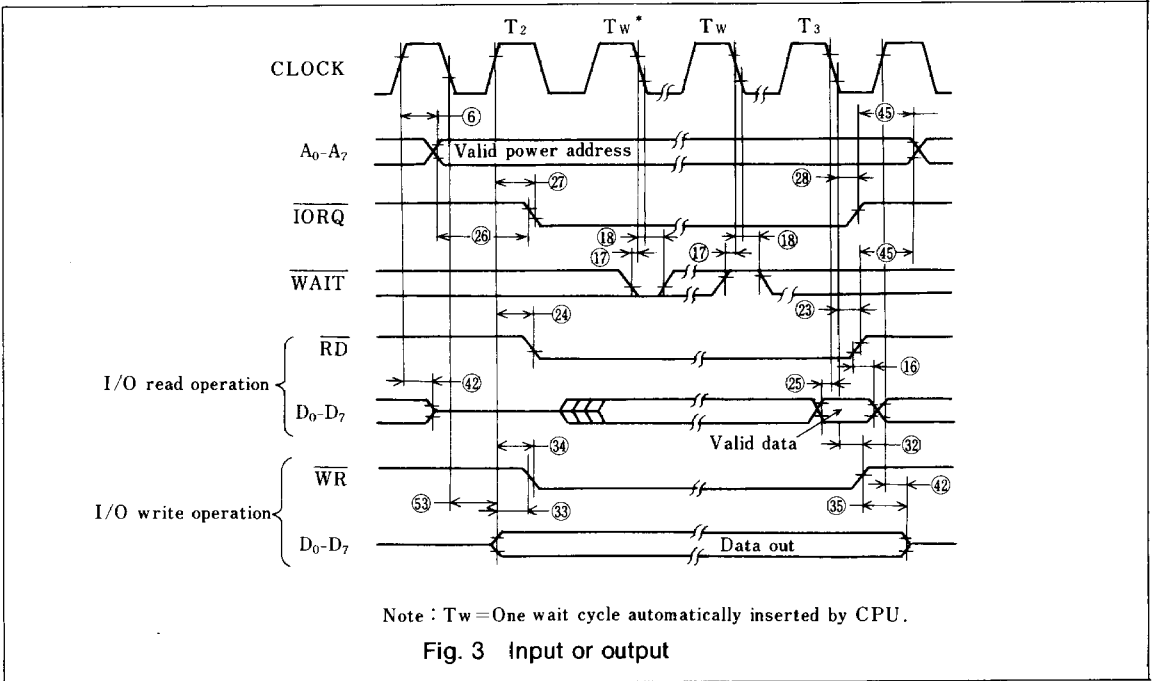 T₂ Tw* Tw T₃
CLOCK
⑥ ㊺
A₀-A₇ Valid power address
㉗ ㉘
IORQ
㉖ ⑱ ⑱
⑰ ⑰ ㊺
WAIT
㉔ ㉓
RD
⑯
I/O read operation ㊷ ㉕
D₀-D₇
Valid data ㉜
㉞
WR
㊷
I/O write operation 53 ㉝ ㉟
D₀-D₇ Data out
Note : Tw=One wait cycle automatically inserted by CPU.
Fig. 3 Input or output